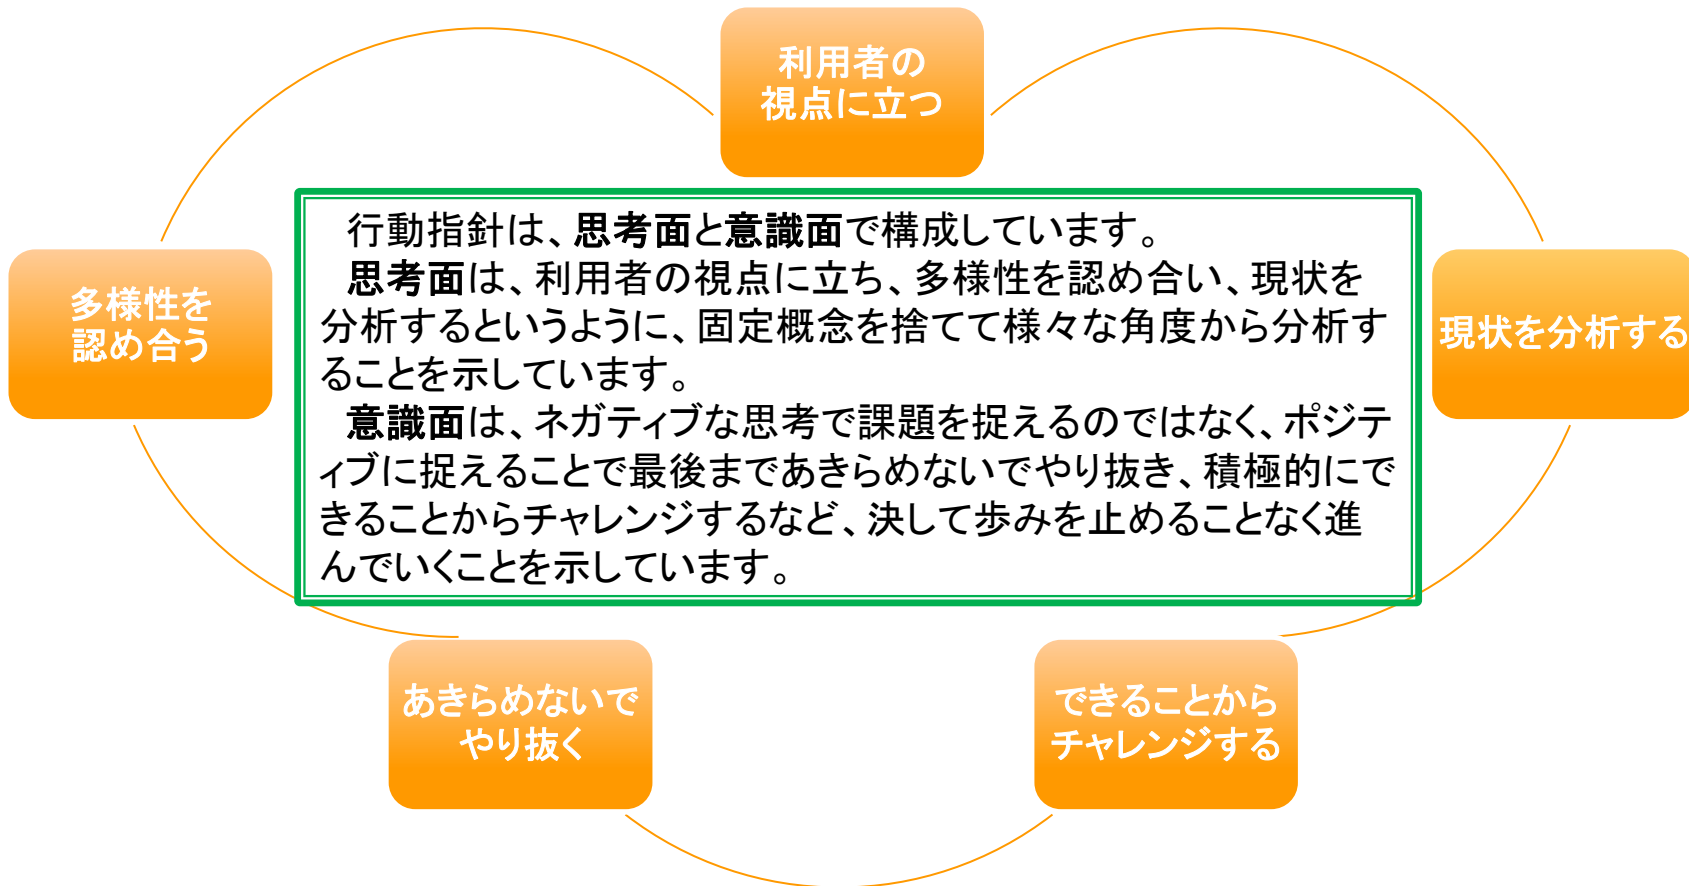 利用者の
視点に立つ
行動指針は、思考面と意識面で構成しています。
思考面は、利用者の視点に立ち、多様性を認め合い、現状を
分析するというように、固定概念を捨てて様々な角度から分析す
ることを示しています。
意識面は、ネガティブな思考で課題を捉えるのではなく、ポジテ
ィブに捉えることで最後まであきらめないでやり抜き、積極的にで
きることからチャレンジするなど、決して歩みを止めることなく進
んでいくことを示しています。
多様性を
認め合う
現状を分析する
あきらめないで
やり抜く
できることから
チャレンジする